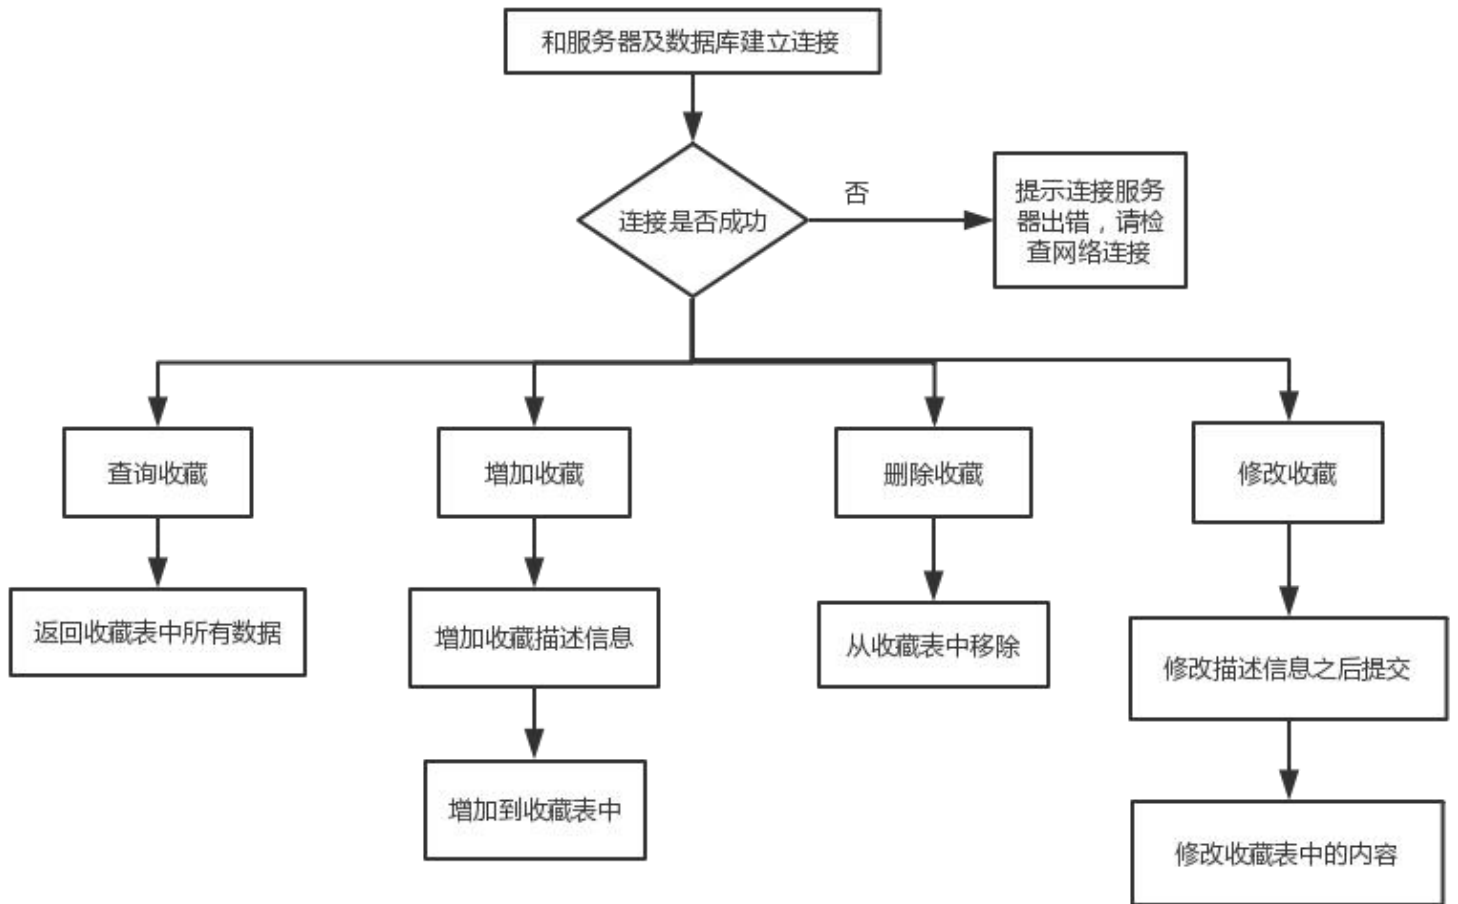 和服务器及数据库建立连接
连接是否成功
否
提示连接服务
器出错，请检
查网络连接
查询收藏
增加收藏
删除收藏
修改收藏
返回收藏表中所有数据
增加收藏描述信息
从收藏表中移除
修改描述信息之后提交
增加到收藏表中
修改收藏表中的内容